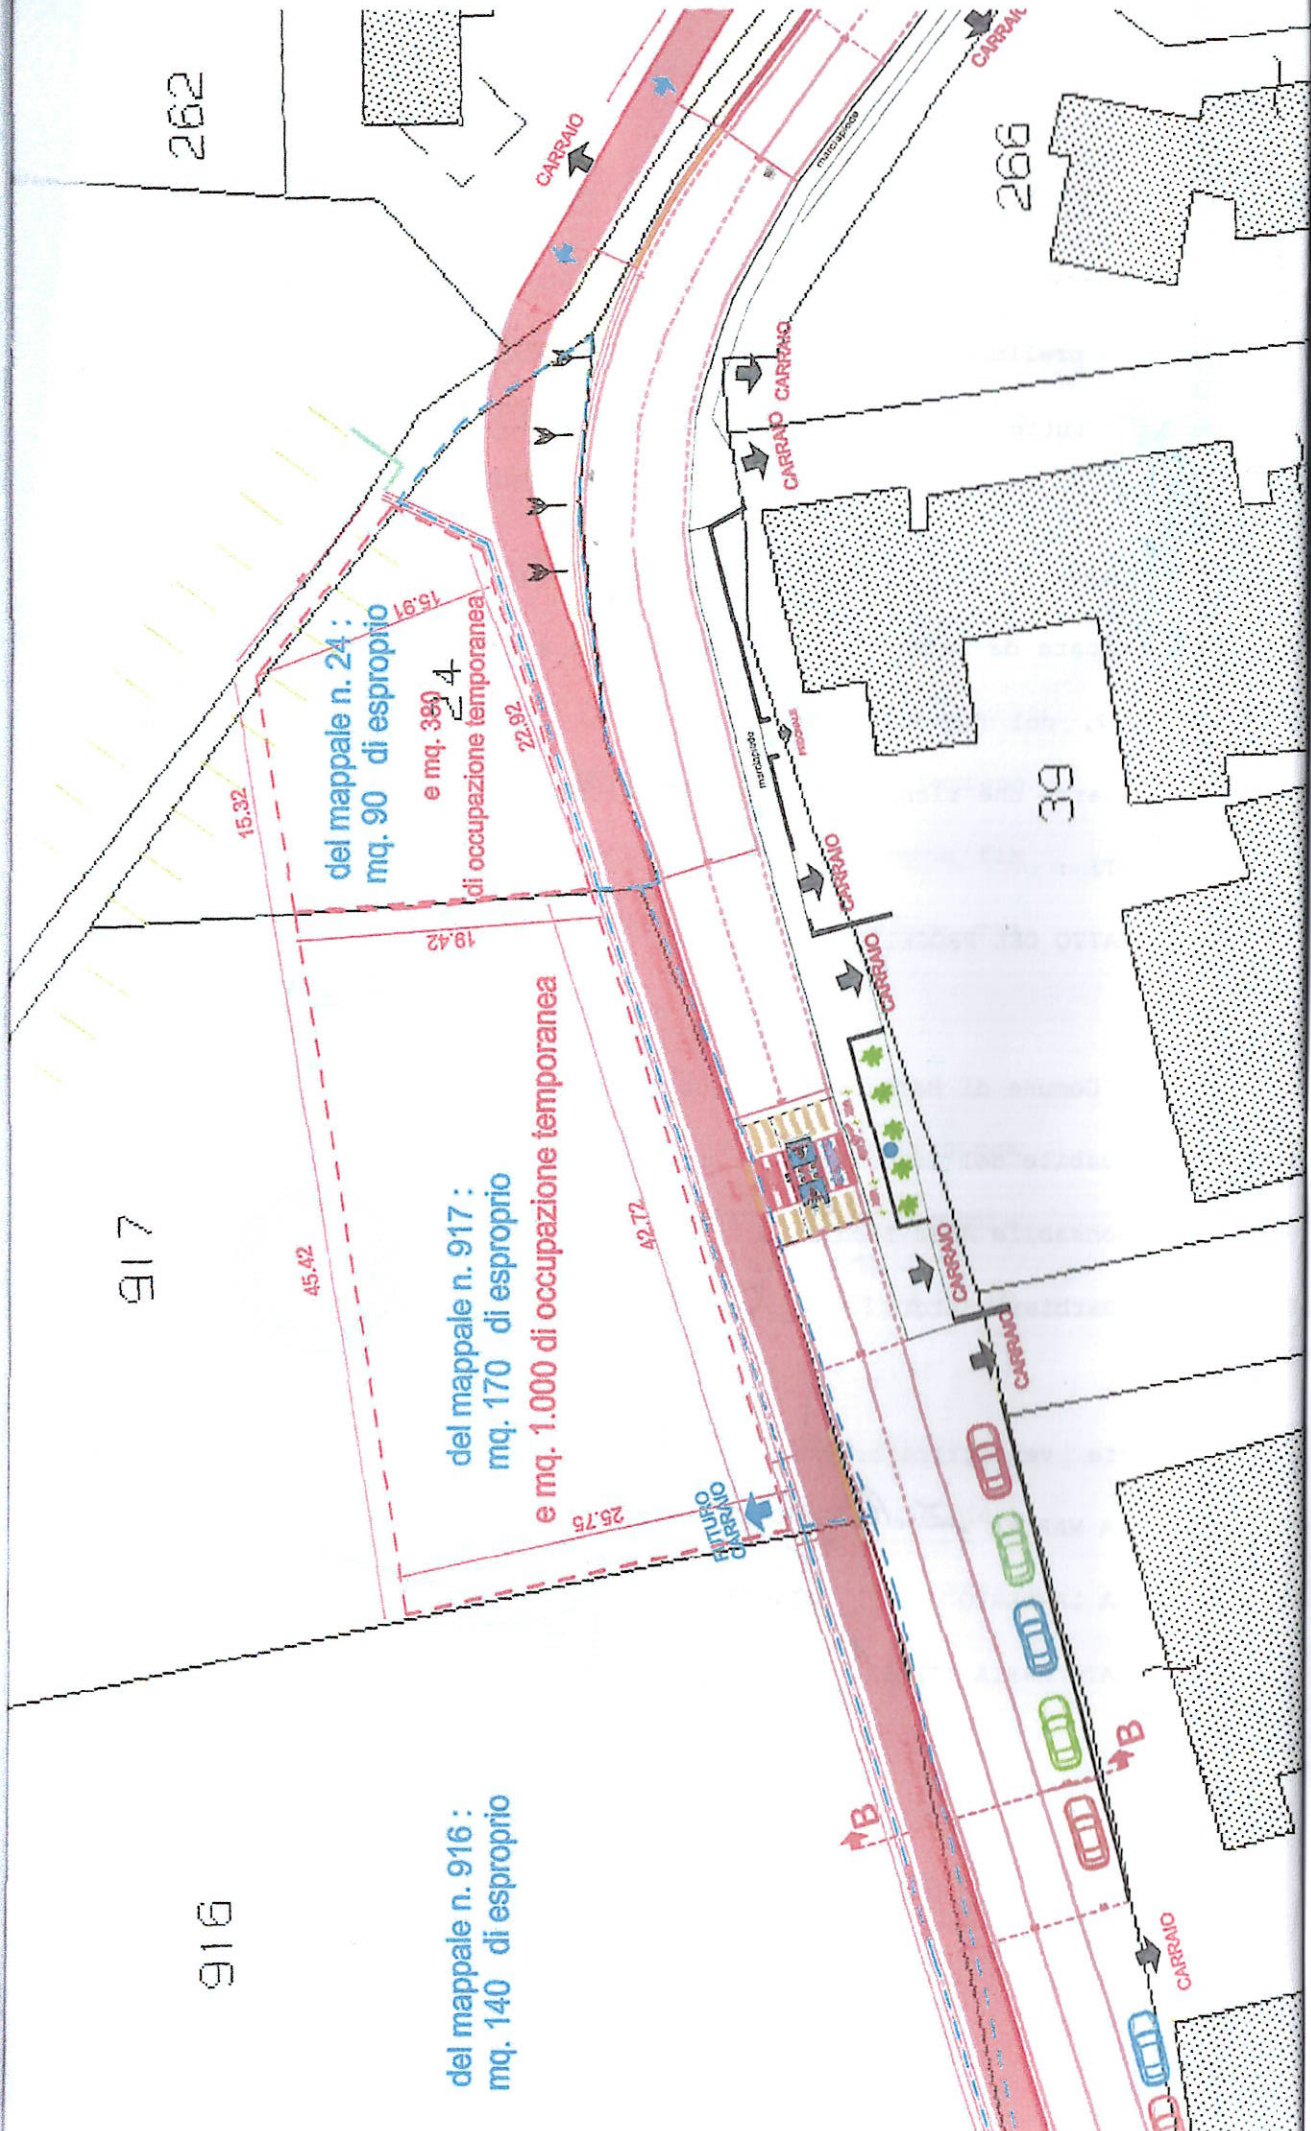 262
CARRAIO
CARRAIO
266
marciapiede
CARRAIO
CARRAIO
15.91
del mappale n. 24 :
mq. 90 di esproprio
e mq. 380
24
di occupazione temporanea
22.92
15.32
marciapiede
PEDONALE
39
CARRAIO
19.42
CARRAIO
917
45.42
del mappale n. 917 :
mq. 170 di esproprio
e mq. 1.000 di occupazione temporanea
42.72
CARRAIO
CARRAIO
25.75
FUTURO
CARRAIO
B
B
916
del mappale n. 916 :
mq. 140 di esproprio
CARRAIO